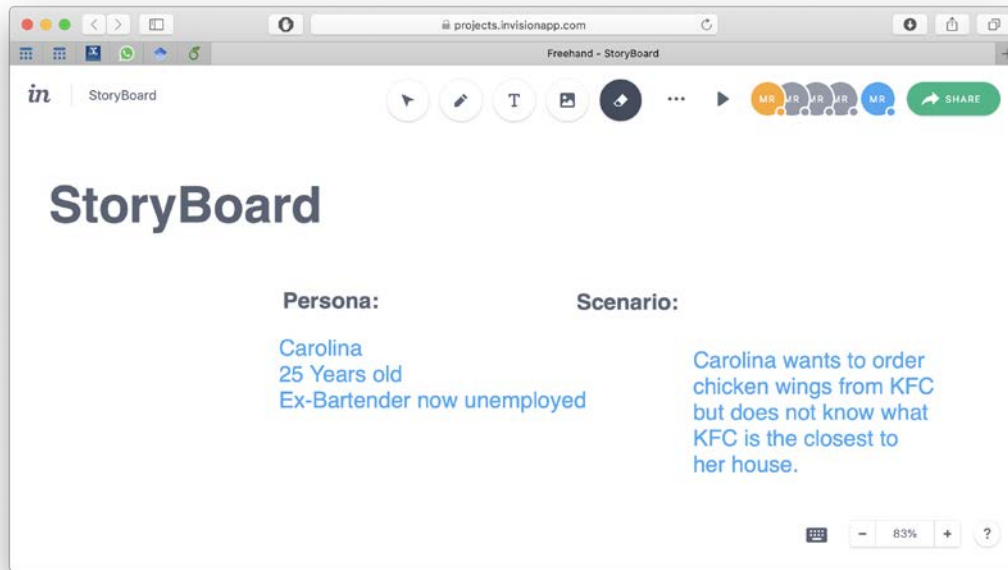 projects.invisionapp.com
Freehand - StoryBoard
in
StoryBoard
T
MR
MR
MR
MR
MR
SHARE
StoryBoard
Persona:
Scenario:
Carolina
25 Years old
Ex-Bartender now unemployed
Carolina wants to order
chicken wings from KFC
but does not know what
KFC is the closest to
her house.
- 83% +
?